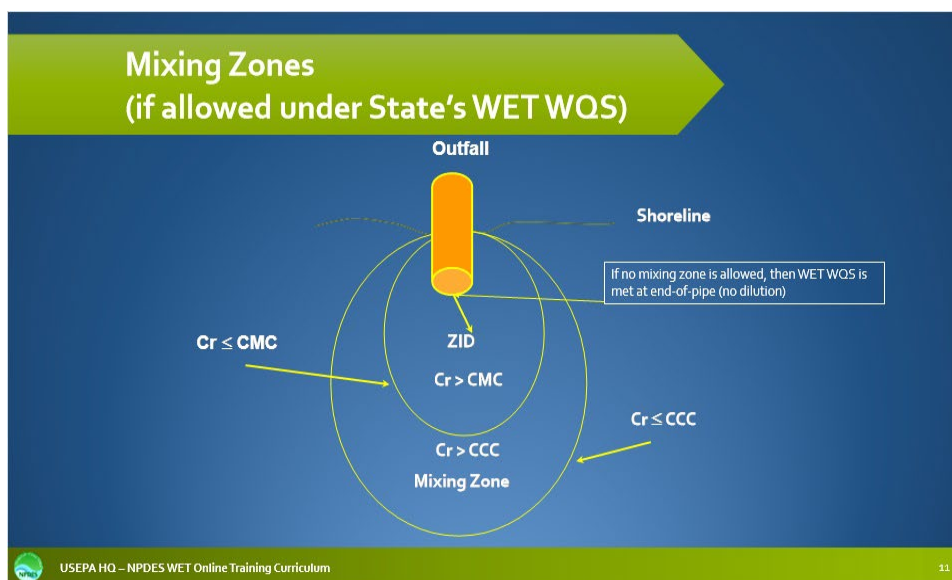 Mixing Zones
(if allowed under State's WET WQS)
Outfall
Shoreline
If no mixing zone is allowed, then WET WQS is
met at end-of-pipe (no dilution)
Cr ≤ CMC
ZID
Cr > CMC
Cr ≤ CCC
Cr > CCC
Mixing Zone
NPDES
USEPA HQ – NPDES WET Online Training Curriculum
11